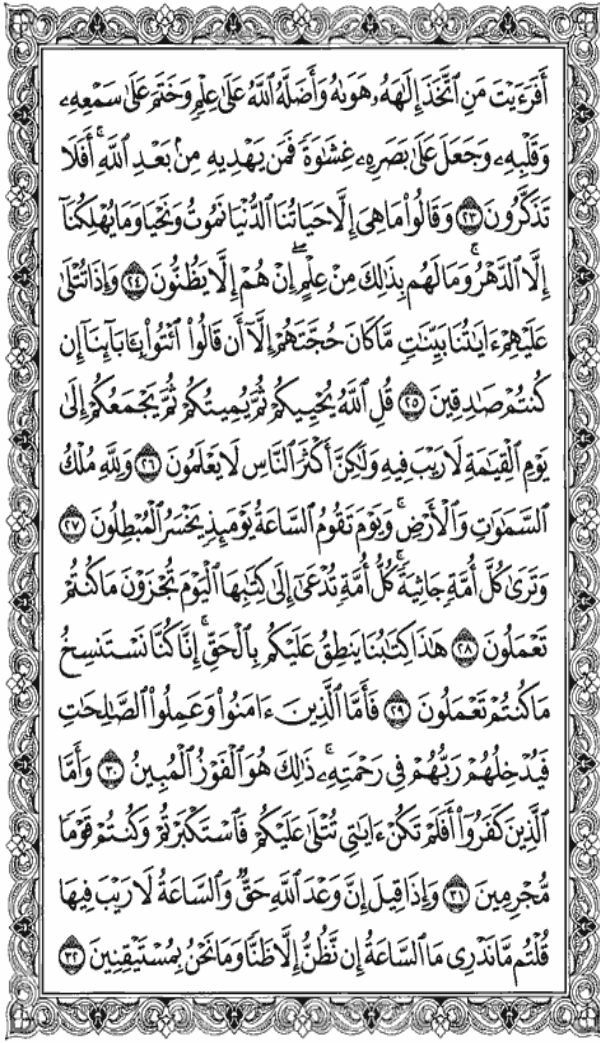 أَفَرَءَيْتَ مَنِ ٱتَّخَذَ إِلَـٰهَهُۥ هَوَىٰهُ وَأَضَلَّهُ ٱللَّهُ عَلَىٰ عِلْمٍ وَخَتَمَ عَلَىٰ سَمْعِهِۦ
وَقَلْبِهِۦ وَجَعَلَ عَلَىٰ بَصَرِهِۦ غِشَـٰوَةً فَمَن يَهْدِيهِ مِنۢ بَعْدِ ٱللَّهِ ۚ أَفَلَا
تَذَكَّرُونَ ٢٣ وَقَالُوا۟ مَا هِىَ إِلَّا حَيَاتُنَا ٱلدُّنْيَا نَمُوتُ وَنَحْيَا وَمَا يُهْلِكُنَآ
إِلَّا ٱلدَّهْرُ ۚ وَمَا لَهُم بِذَٰلِكَ مِنْ عِلْمٍ ۖ إِنْ هُمْ إِلَّا يَظُنُّونَ ٢٤ وَإِذَا تُتْلَىٰ
عَلَيْهِمْ ءَايَـٰتُنَا بَيِّنَـٰتٍ مَّا كَانَ حُجَّتَهُمْ إِلَّآ أَن قَالُوا۟ ٱئْتُوا۟ بِـَٔابَآئِنَآ إِن
كُنتُمْ صَـٰدِقِينَ ٢٥ قُلِ ٱللَّهُ يُحْيِيكُمْ ثُمَّ يُمِيتُكُمْ ثُمَّ يَجْمَعُكُمْ إِلَىٰ
يَوْمِ ٱلْقِيَـٰمَةِ لَا رَيْبَ فِيهِ وَلَـٰكِنَّ أَكْثَرَ ٱلنَّاسِ لَا يَعْلَمُونَ ٢٦ وَلِلَّهِ مُلْكُ
ٱلسَّمَـٰوَٰتِ وَٱلْأَرْضِ ۚ وَيَوْمَ تَقُومُ ٱلسَّاعَةُ يَوْمَئِذٍ يَخْسَرُ ٱلْمُبْطِلُونَ ٢٧
وَتَرَىٰ كُلَّ أُمَّةٍ جَاثِيَةً ۚ كُلُّ أُمَّةٍ تُدْعَىٰٓ إِلَىٰ كِتَـٰبِهَا ٱلْيَوْمَ تُجْزَوْنَ مَا كُنتُمْ
تَعْمَلُونَ ٢٨ هَـٰذَا كِتَـٰبُنَا يَنطِقُ عَلَيْكُم بِٱلْحَقِّ ۚ إِنَّا كُنَّا نَسْتَنسِخُ
مَا كُنتُمْ تَعْمَلُونَ ٢٩ فَأَمَّا ٱلَّذِينَ ءَامَنُوا۟ وَعَمِلُوا۟ ٱلصَّـٰلِحَـٰتِ
فَيُدْخِلُهُمْ رَبُّهُمْ فِى رَحْمَتِهِۦ ۚ ذَٰلِكَ هُوَ ٱلْفَوْزُ ٱلْمُبِينُ ٣٠ وَأَمَّا
ٱلَّذِينَ كَفَرُوٓا۟ أَفَلَمْ تَكُنْ ءَايَـٰتِى تُتْلَىٰ عَلَيْكُمْ فَٱسْتَكْبَرْتُمْ وَكُنتُمْ قَوْمًا
مُّجْرِمِينَ ٣١ وَإِذَا قِيلَ إِنَّ وَعْدَ ٱللَّهِ حَقٌّ وَٱلسَّاعَةُ لَا رَيْبَ فِيهَا
قُلْتُم مَّا نَدْرِى مَا ٱلسَّاعَةُ إِن نَّظُنُّ إِلَّا ظَنًّا وَمَا نَحْنُ بِمُسْتَيْقِنِينَ ٣٢